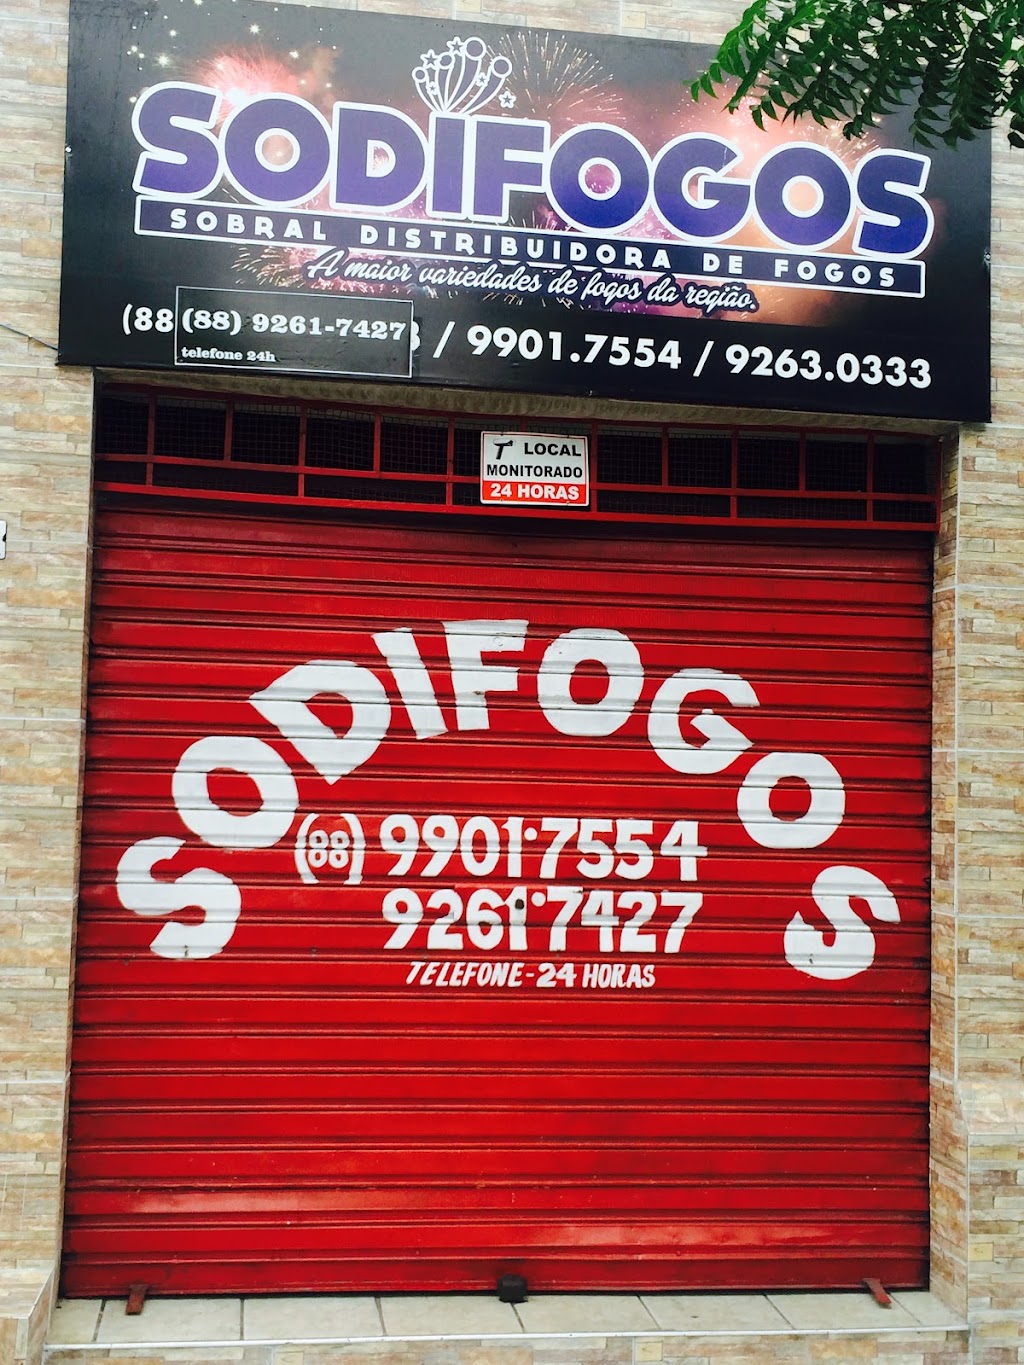 SODIFOGOS
SOBRAL DISTRIBUIDORA DE FOGOS
A maior variedades de fogos da região.
(88 (88) 9261-7427 3 / 9901.7554 / 9263.0333
telefone 24h
LOCAL
MONITORADO
24 HORAS
SODIFOGOS
(88) 9901·7554
9261·7427
TELEFONE-24 HORAS